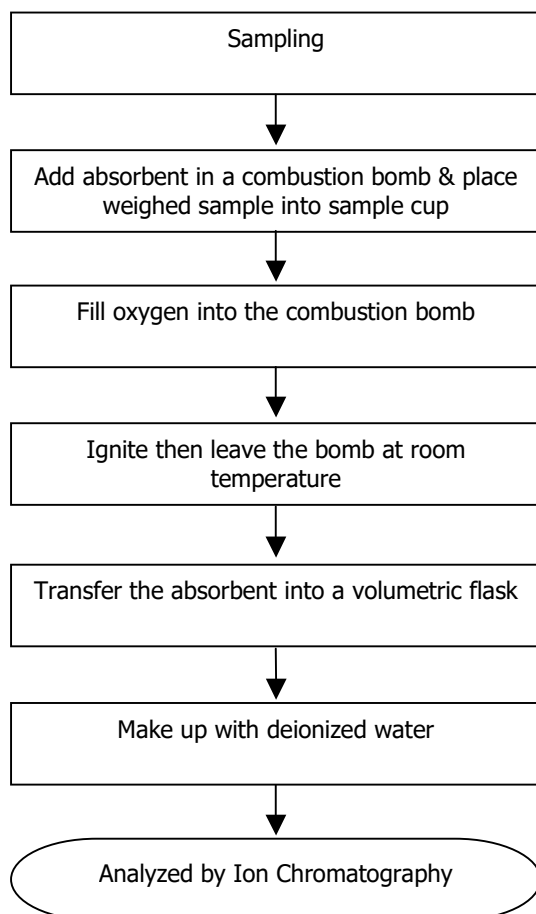 Sampling
Add absorbent in a combustion bomb & place
weighed sample into sample cup
Fill oxygen into the combustion bomb
Ignite then leave the bomb at room
temperature
Transfer the absorbent into a volumetric flask
Make up with deionized water
Analyzed by Ion Chromatography